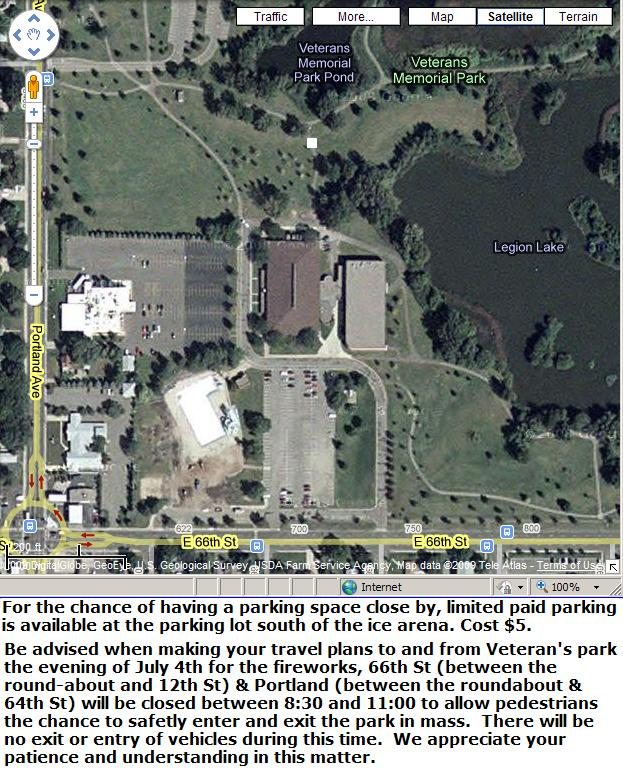 Traffic More... Map Satellite Terrain
Veterans
Memorial
Park Pond
Veterans
Memorial Park
Legion Lake
Portland Ave
622 700 750 800
E 66th St E 66th St
200 ft
DigitalGlobe, GeoEye, U.S. Geological Survey, USDA Farm Service Agency, Map data ©2009 Tele Atlas - Terms of Use
Internet 100%
For the chance of having a parking space close by, limited paid parking
is available at the parking lot south of the ice arena. Cost $5.
Be advised when making your travel plans to and from Veteran's park
the evening of July 4th for the fireworks, 66th St (between the
round-about and 12th St) & Portland (between the roundabout &
64th St) will be closed between 8:30 and 11:00 to allow pedestrians
the chance to safetly enter and exit the park in mass. There will be
no exit or entry of vehicles during this time. We appreciate your
patience and understanding in this matter.